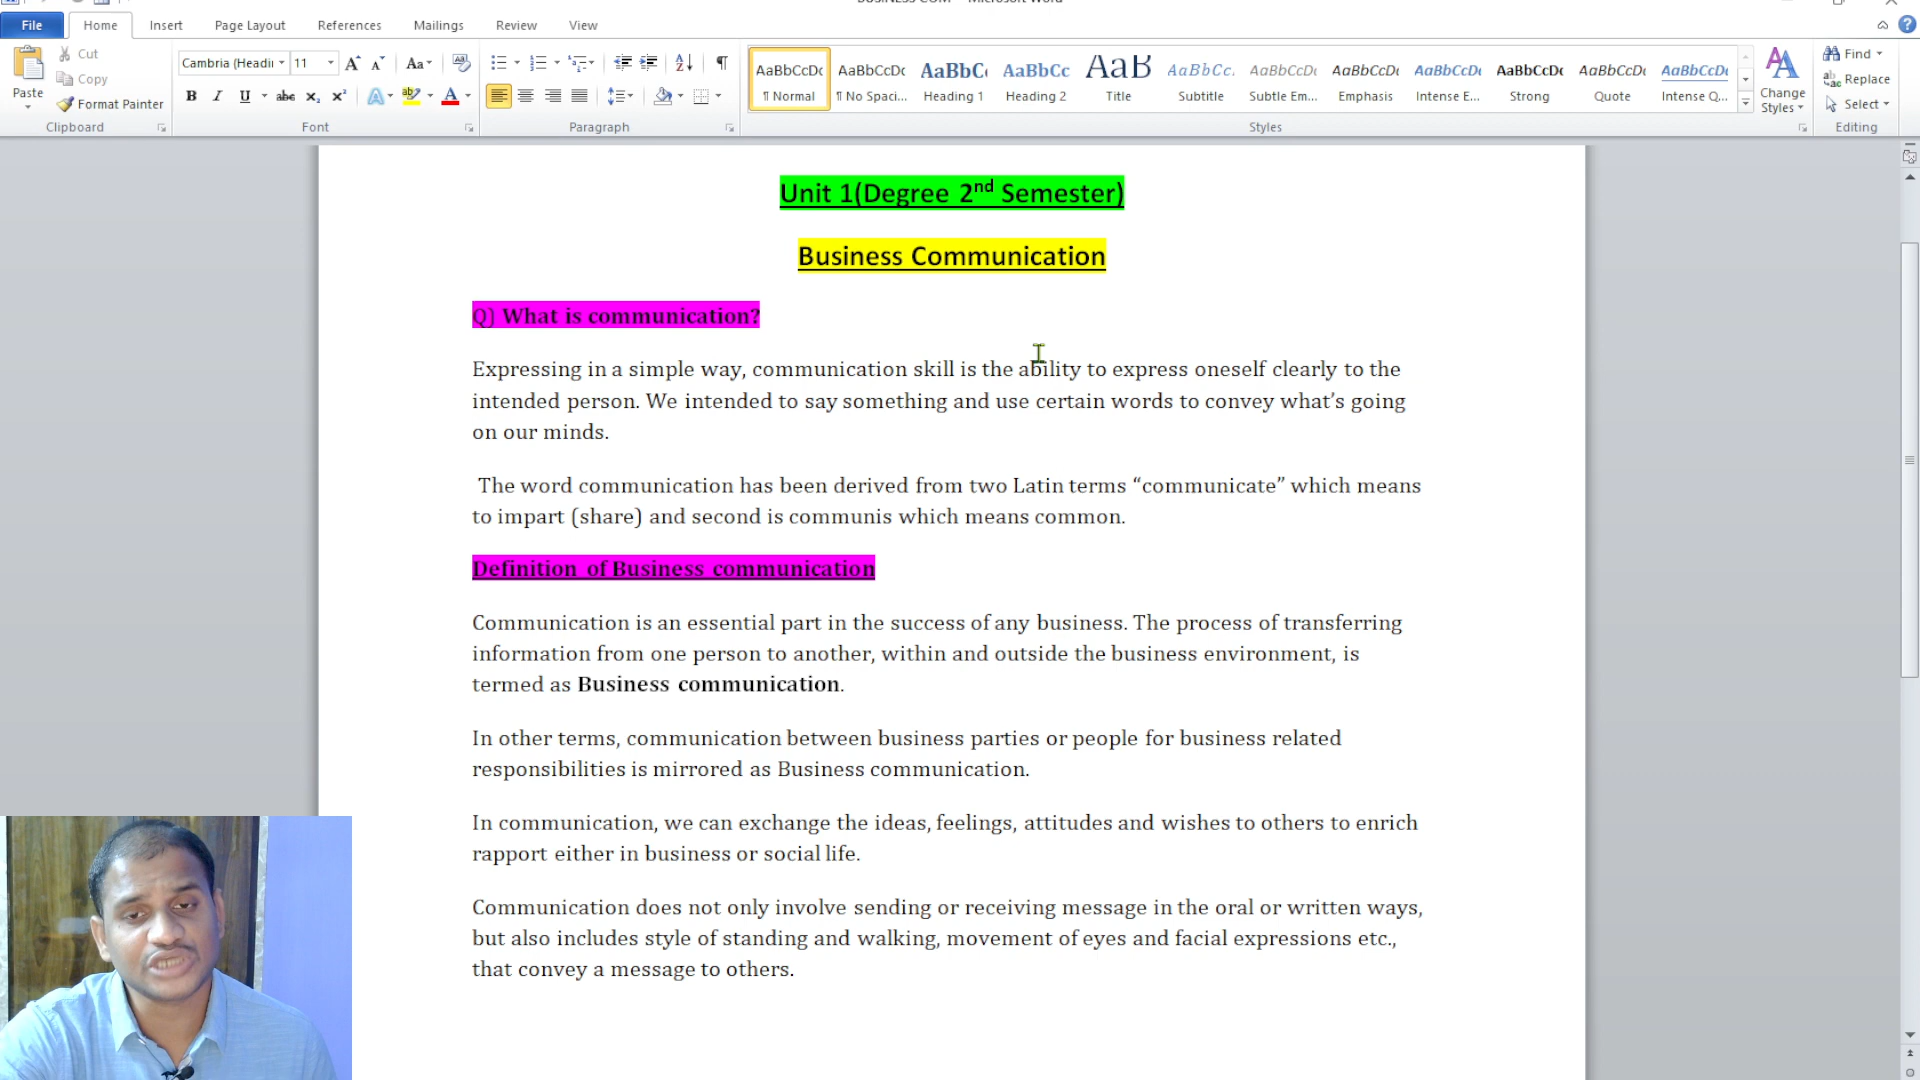 File Home Insert Page Layout References Mailings Review View
Cut
Copy
Format Painter
Paste
Clipboard
Cambria (Headi 11
Font
Paragraph
AaBbCcDc AaBbCcDc AaBbC AaBbCc AaB AaBbCc. AaBbCcDc AaBbCcDc AaBbCcDc AaBbCcDc AaBbCcDc AaBbCcDc
¶ Normal ¶ No Spaci... Heading 1 Heading 2 Title Subtitle Subtle Em... Emphasis Intense E... Strong Quote Intense Q...
Styles
Change
Styles
Find
Replace
Select
Editing
Unit 1(Degree 2nd Semester)
Business Communication
Q) What is communication?
Expressing in a simple way, communication skill is the ability to express oneself clearly to the
intended person. We intended to say something and use certain words to convey what’s going
on our minds.
The word communication has been derived from two Latin terms “communicate” which means
to impart (share) and second is communis which means common.
Definition of Business communication
Communication is an essential part in the success of any business. The process of transferring
information from one person to another, within and outside the business environment, is
termed as Business communication.
In other terms, communication between business parties or people for business related
responsibilities is mirrored as Business communication.
In communication, we can exchange the ideas, feelings, attitudes and wishes to others to enrich
rapport either in business or social life.
Communication does not only involve sending or receiving message in the oral or written ways,
but also includes style of standing and walking, movement of eyes and facial expressions etc.,
that convey a message to others.